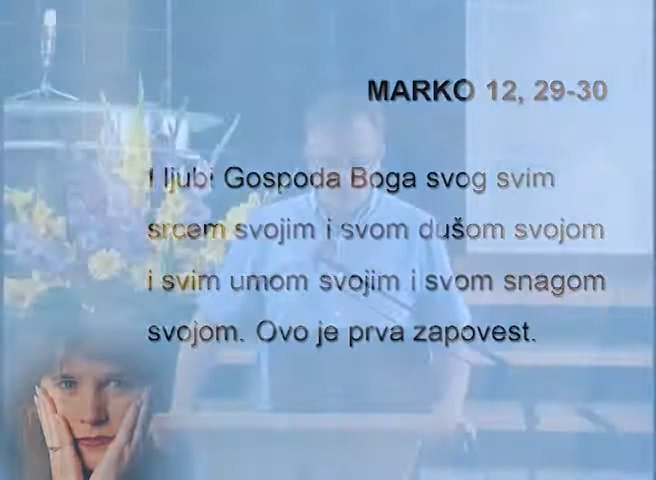 MARKO 12, 29-30
I ljubi Gospoda Boga svog svim
srcem svojim i svom dušom svojom
i svim umom svojim i svom snagom
svojom. Ovo je prva zapovest.